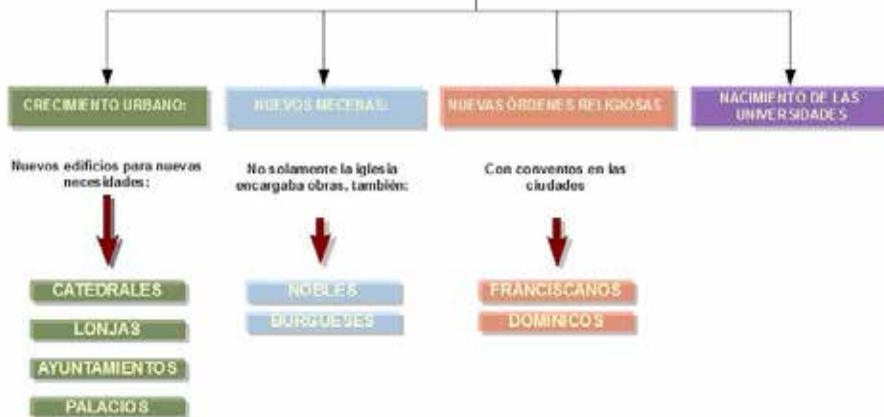 CRECIMIENTO URBANO:
NUEVOS MECENAS:
NUEVAS ÓRDENES RELIGIOSAS
NACIMIENTO DE LAS
UNIVERSIDADES
Nuevos edificios para nuevas
necesidades:
No solamente la iglesia
encargaba obras, también:
Con conventos en las
ciudades
CATEDRALES
LONJAS
AYUNTAMIENTOS
PALACIOS
NOBLES
BURGUESES
FRANCISCANOS
DOMINICOS